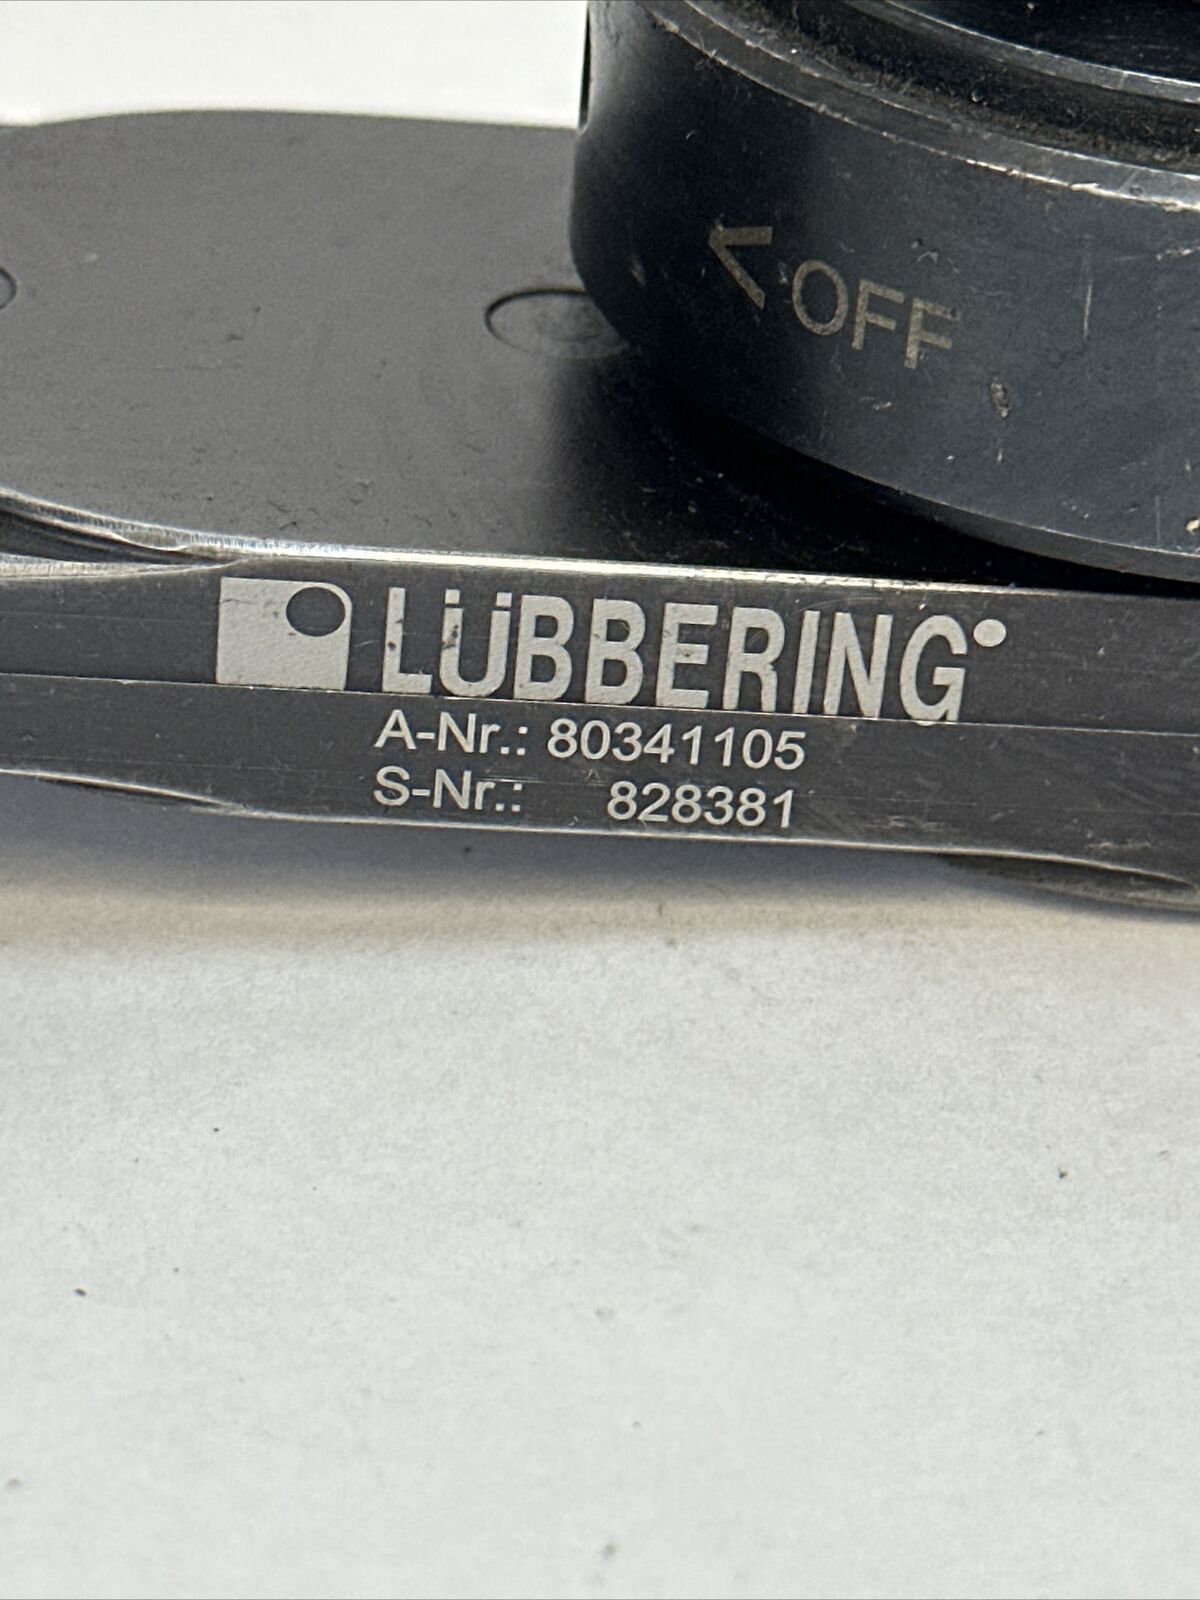 <OFF
LÜBBERING
A-Nr.: 80341105
S-Nr.: 828381